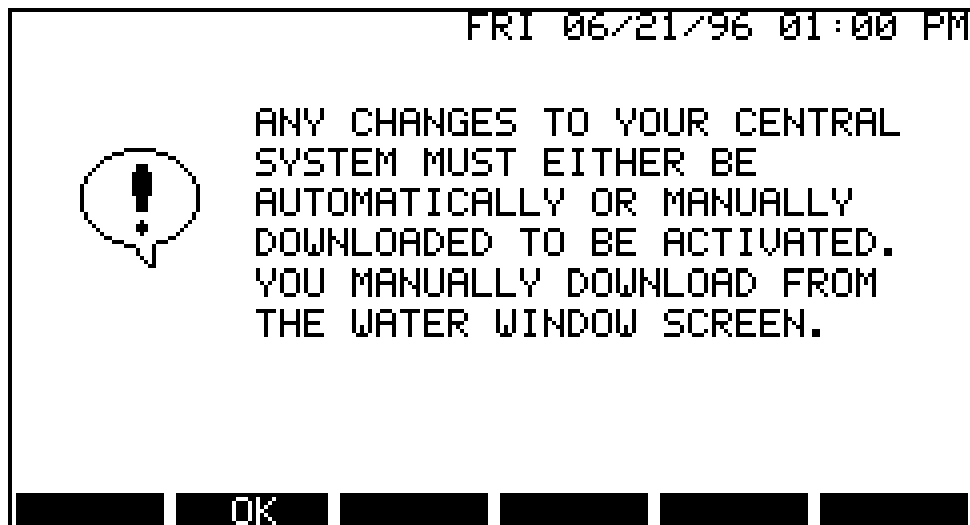 FRI 06/21/96 01:00 PM
ANY CHANGES TO YOUR CENTRAL
SYSTEM MUST EITHER BE
AUTOMATICALLY OR MANUALLY
DOWNLOADED TO BE ACTIVATED.
YOU MANUALLY DOWNLOAD FROM
THE WATER WINDOW SCREEN.
OK